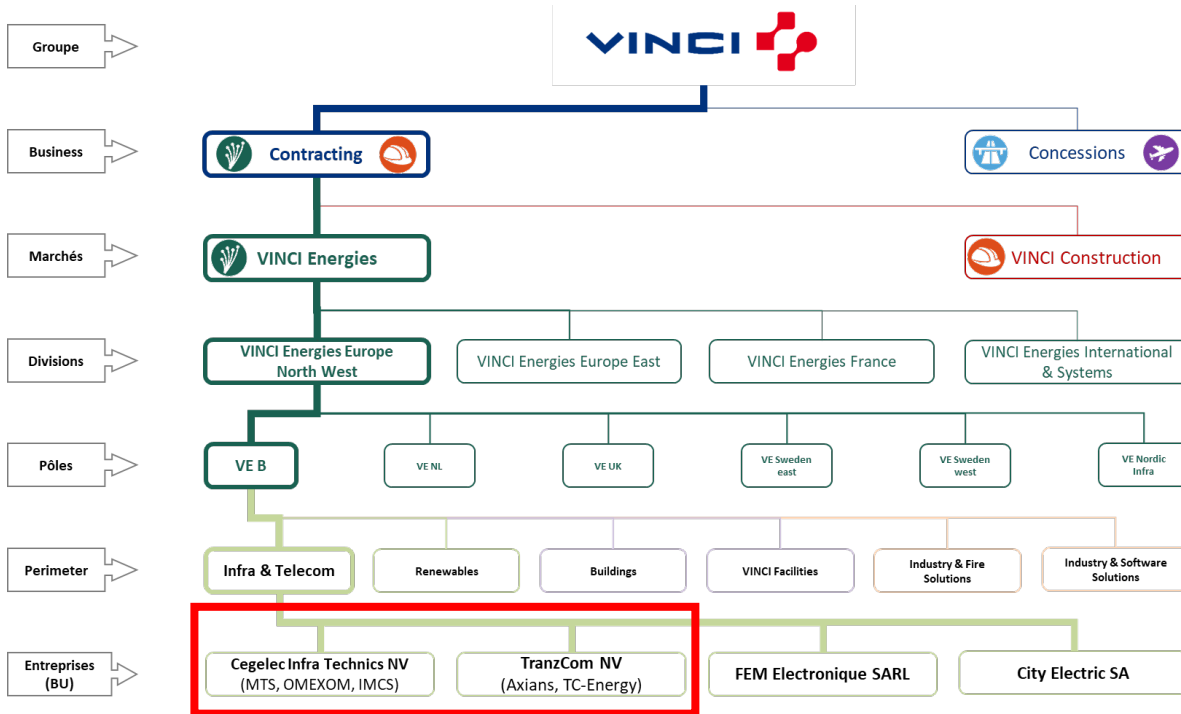 Groupe
VINCI
Business
Contracting
Concessions
Marchés
VINCI Energies
VINCI Construction
Divisions
VINCI Energies Europe
North West
VINCI Energies Europe East
VINCI Energies France
VINCI Energies International
& Systems
Pôles
VE B
VE NL
VE UK
VE Sweden
east
VE Sweden
west
VE Nordic
Infra
Perimeter
Infra & Telecom
Renewables
Buildings
VINCI Facilities
Industry & Fire
Solutions
Industry & Software
Solutions
Entreprises
(BU)
Cegelec Infra Technics NV
(MTS, OMEXOM, IMCS)
TranzCom NV
(Axians, TC-Energy)
FEM Electronique SARL
City Electric SA